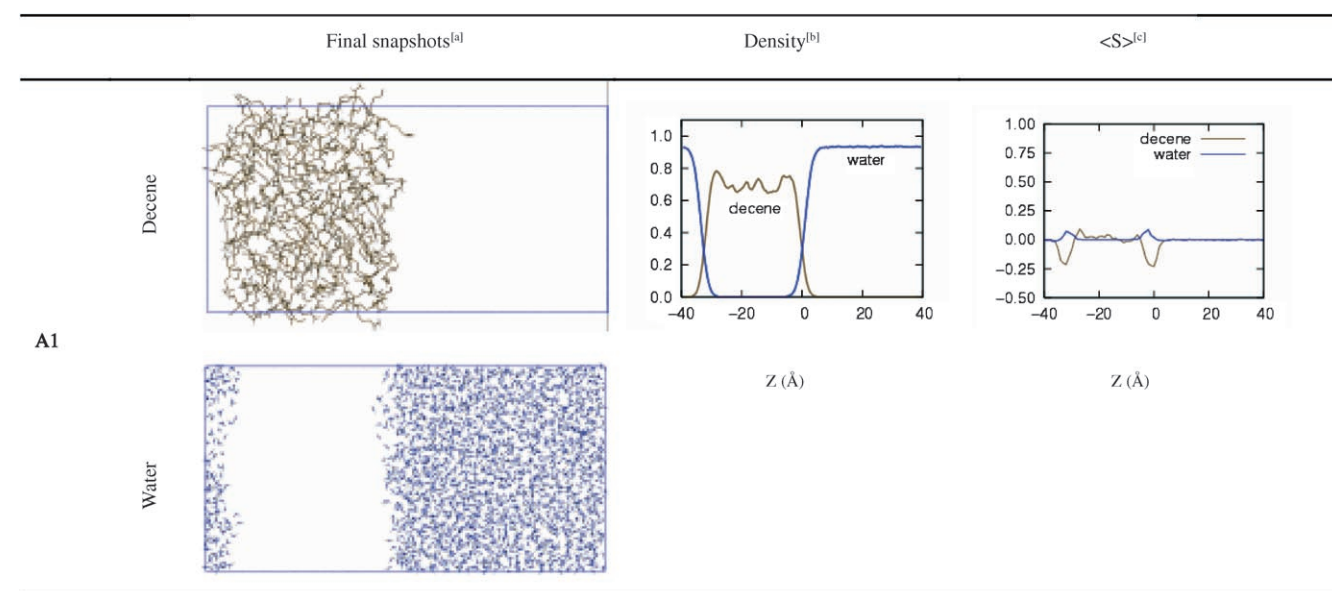 Final snapshots[a] Density[b] <S>[c]
Decene
1.0
0.8
0.6
0.4
0.2
0.0
water
decene
−40 −20 0 20 40
Z (Å)
1.00
0.75
0.50
0.25
0.00
−0.25
−0.50
decene
water
−40 −20 0 20 40
Z (Å)
A1
Water